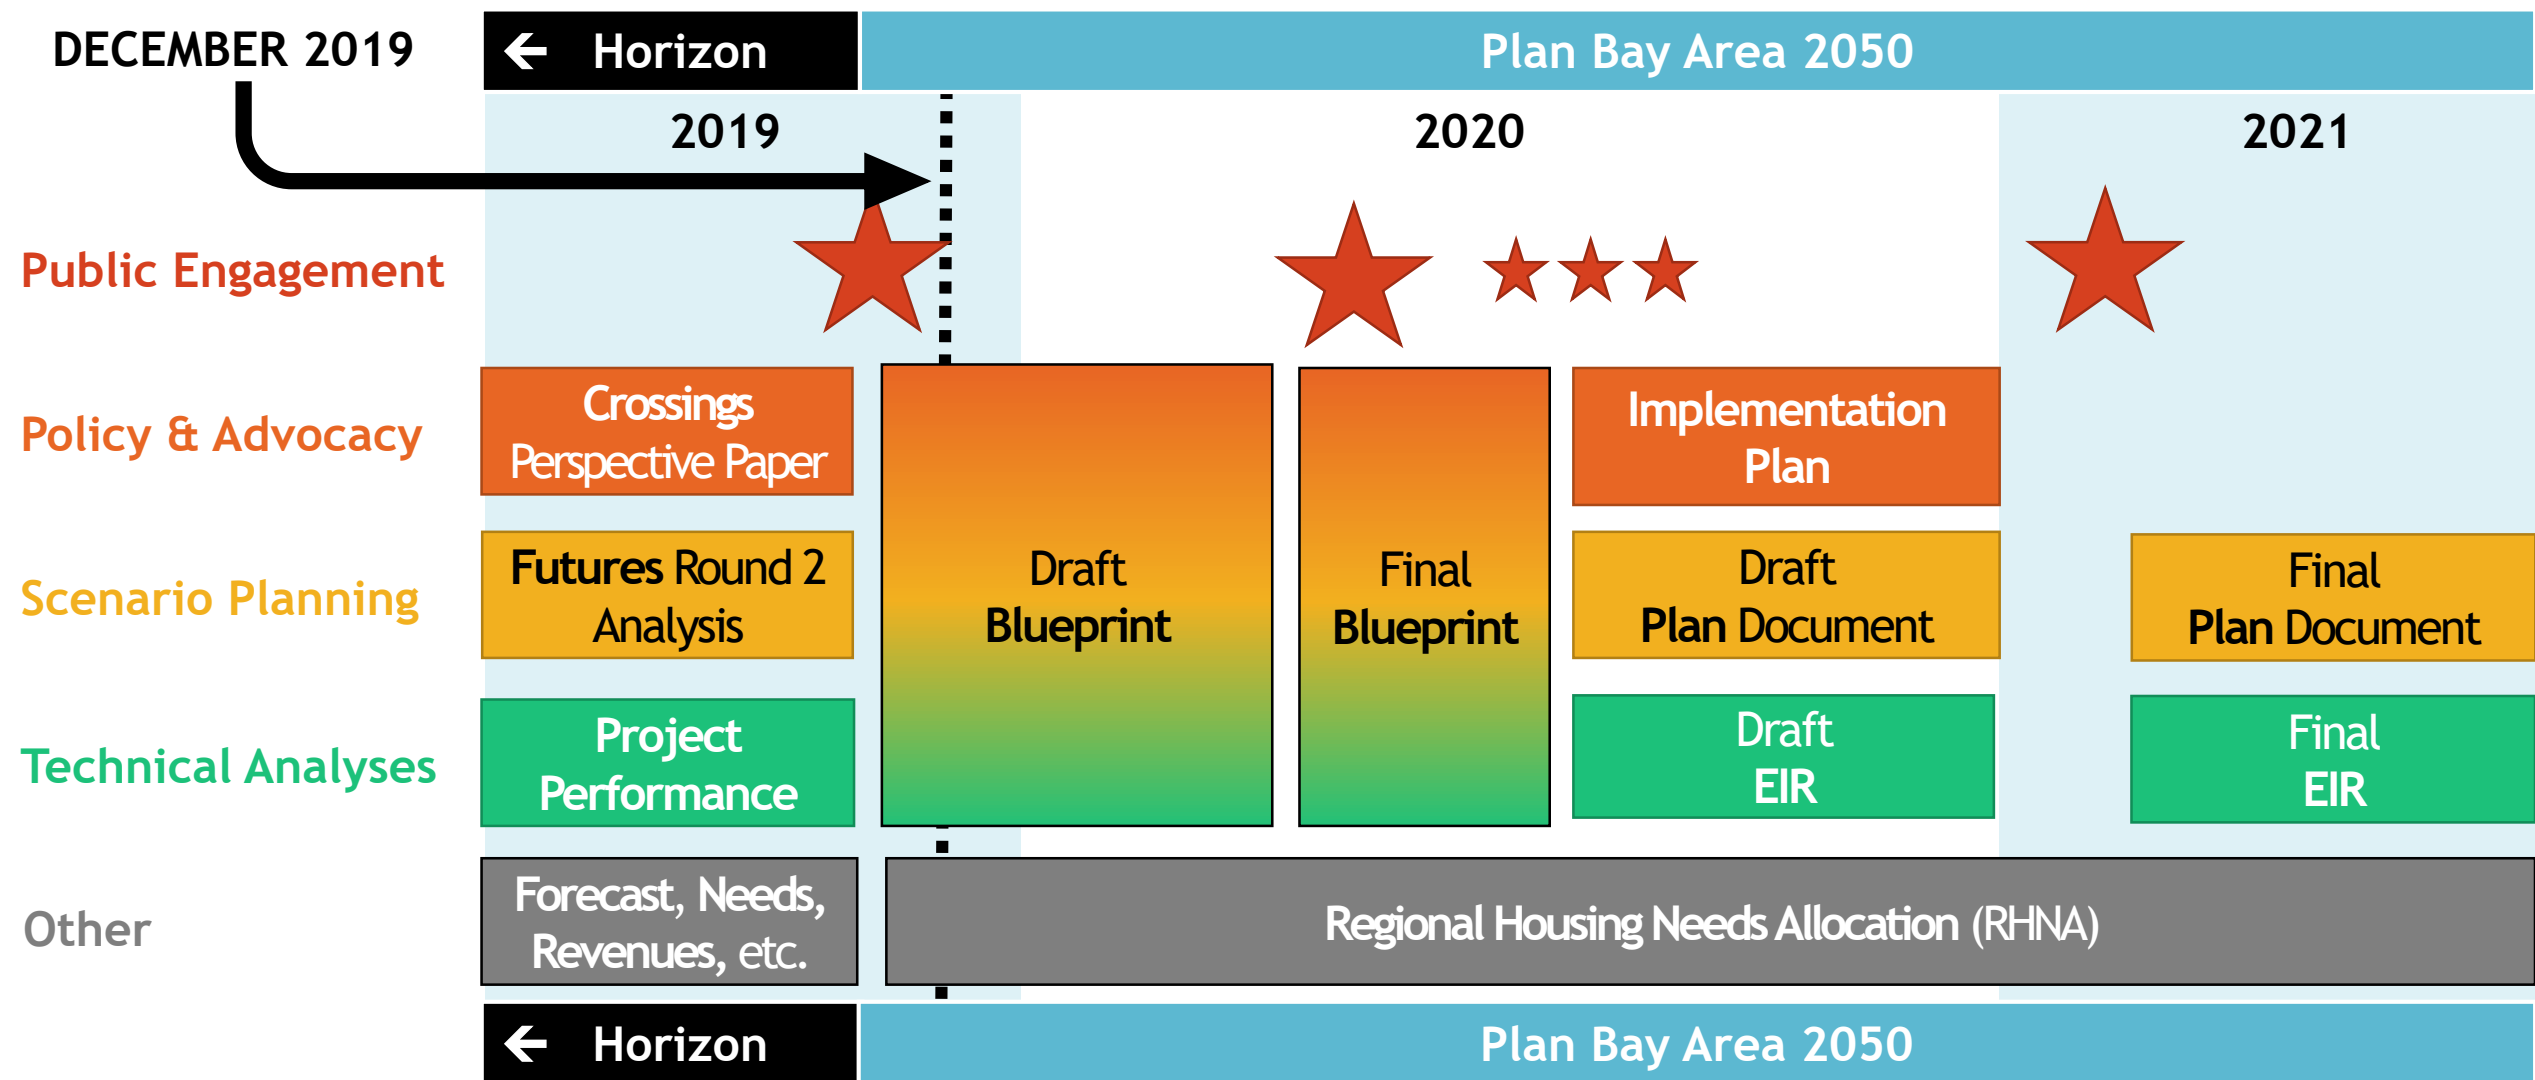 DECEMBER 2019
← Horizon
Plan Bay Area 2050
2019
2020
2021
Public Engagement
Policy & Advocacy
Crossings
Perspective Paper
Implementation
Plan
Scenario Planning
Futures Round 2
Analysis
Draft
Blueprint
Final
Blueprint
Draft
Plan Document
Final
Plan Document
Technical Analyses
Project
Performance
Draft
EIR
Final
EIR
Other
Forecast, Needs,
Revenues, etc.
Regional Housing Needs Allocation (RHNA)
← Horizon
Plan Bay Area 2050